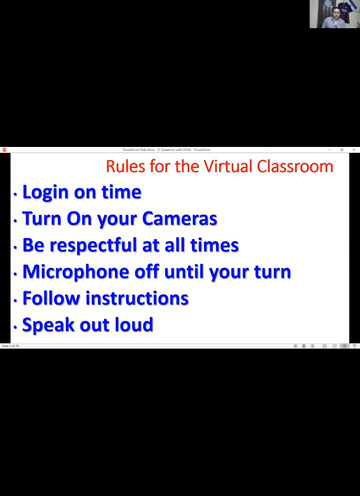 Rules for the Virtual Classroom
• Login on time
• Turn On your Cameras
• Be respectful at all times
• Microphone off until your turn
• Follow instructions
• Speak out loud